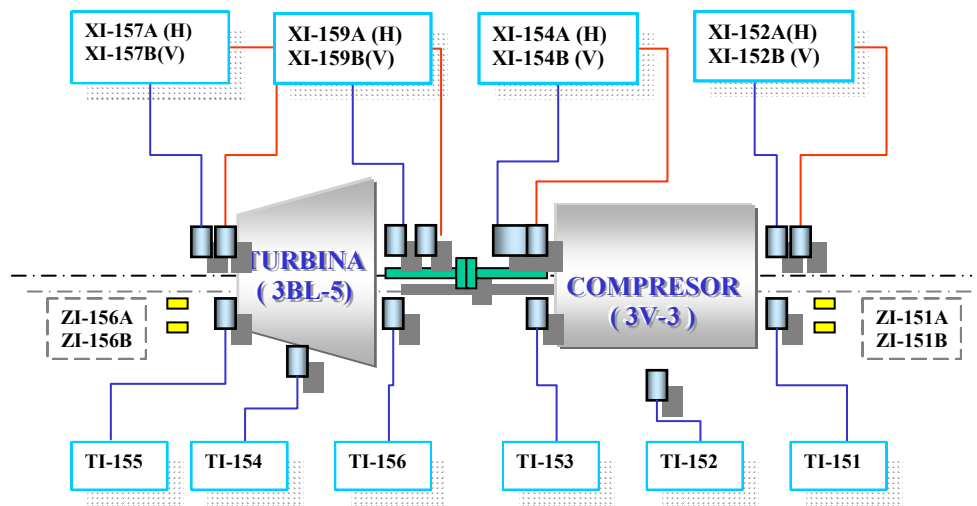 XI-157A (H)
XI-157B(V)
XI-159A (H)
XI-159B(V)
XI-154A (H)
XI-154B (V)
XI-152A(H)
XI-152B (V)
TURBINA
( 3BL-5)
COMPRESOR
( 3V-3 )
ZI-156A
ZI-156B
ZI-151A
ZI-151B
TI-155
TI-154
TI-156
TI-153
TI-152
TI-151